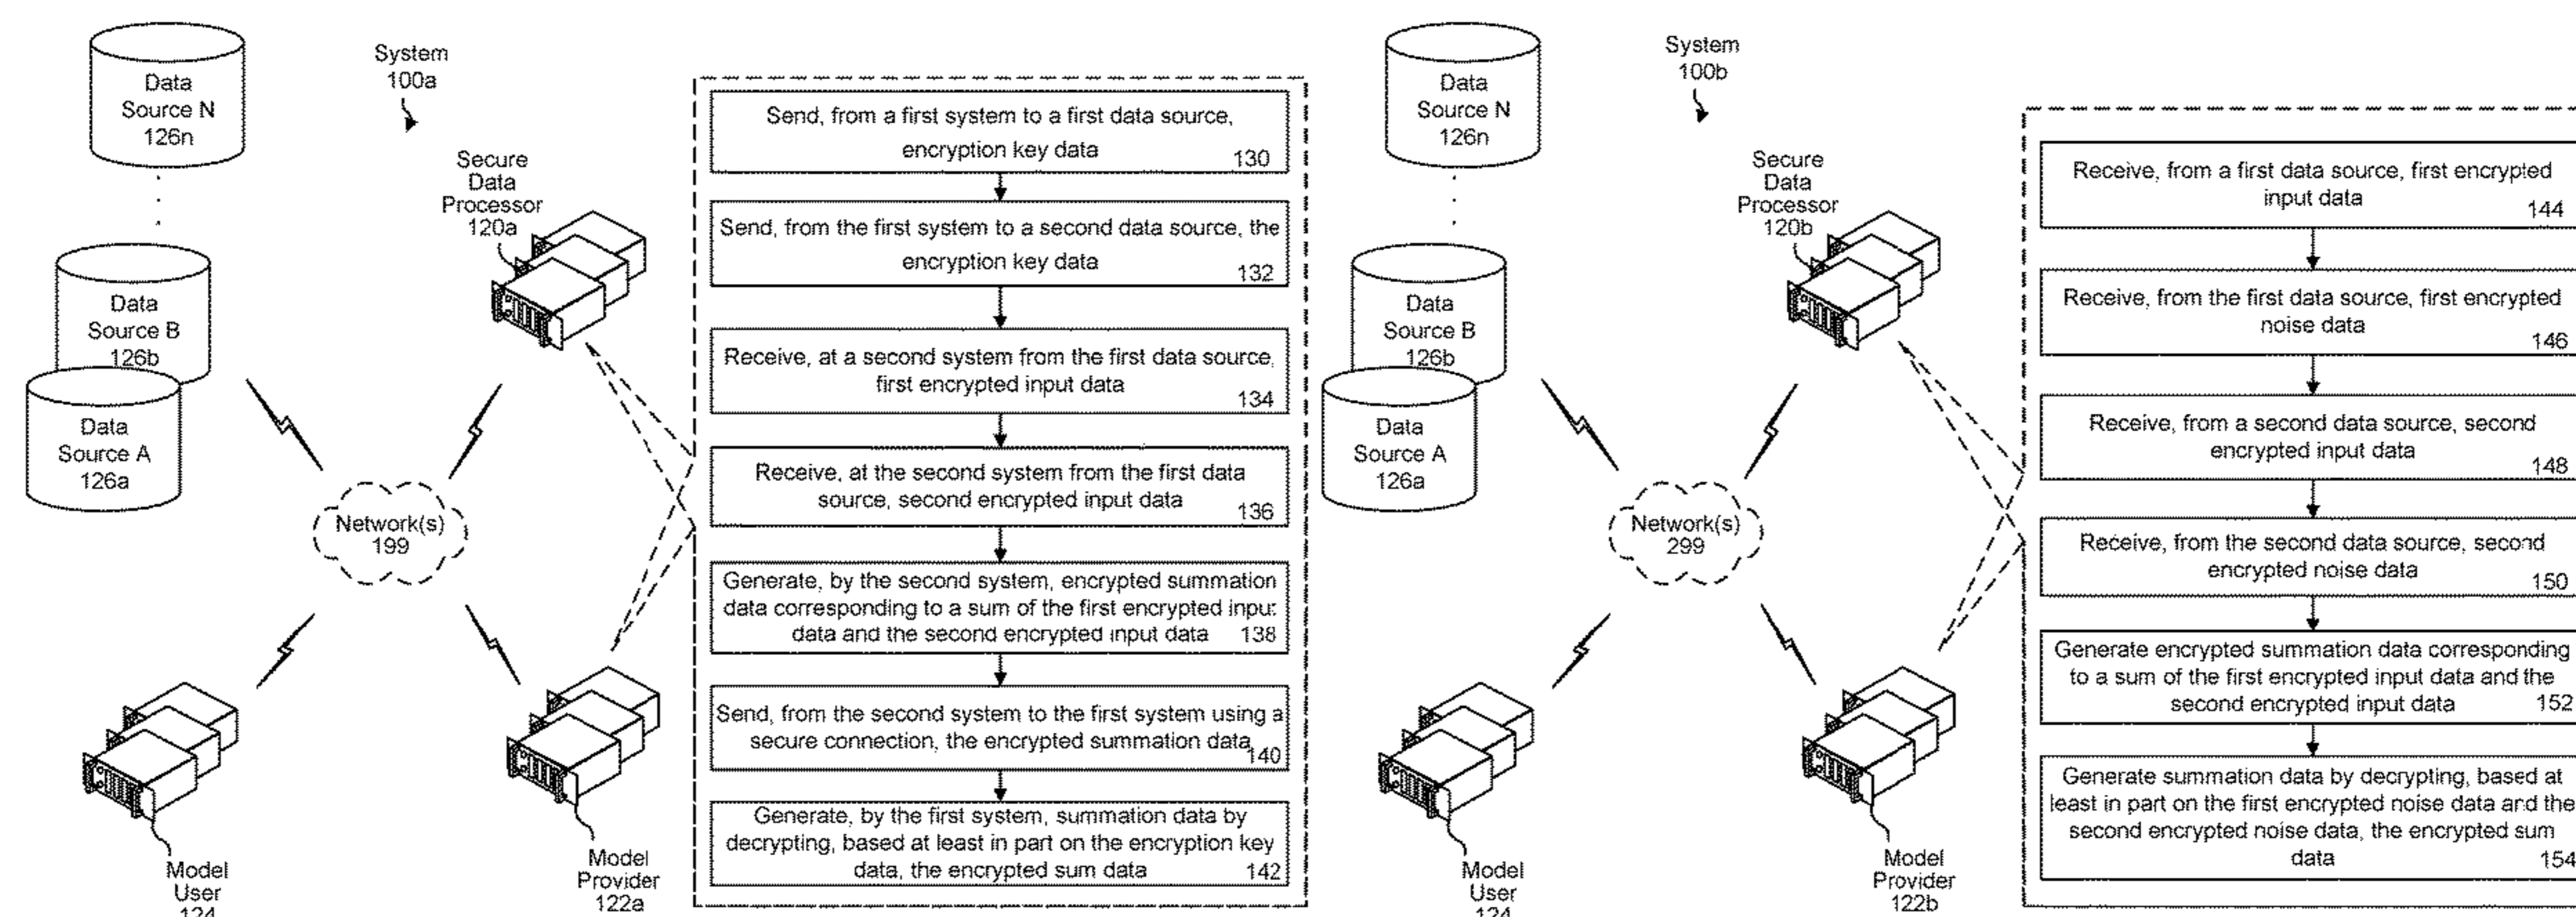 Data
Source N
126n
System
100a
Secure
Data
Processor
120a
Data
Source B
126b
Data
Source A
126a
Network(s)
199
Model
User
124
Model
Provider
122a
Send, from a first system to a first data source,
encryption key data
130
Send, from the first system to a second data source, the
encryption key data
132
Receive, at a second system from the first data source,
first encrypted input data
134
Receive, at the second system from the first data
source, second encrypted input data
136
Generate, by the second system, encrypted summation
data corresponding to a sum of the first encrypted input
data and the second encrypted input data 138
Send, from the second system to the first system using a
secure connection, the encrypted summation data
140
Generate, by the first system, summation data by
decrypting, based at least in part on the encryption key
data, the encrypted sum data 142
Data
Source N
126n
System
100b
Secure
Data
Processor
120b
Data
Source B
126b
Data
Source A
126a
Network(s)
299
Model
User
124
Model
Provider
122b
Receive, from a first data source, first encrypted
input data
144
Receive, from the first data source, first encrypted
noise data
146
Receive, from a second data source, second
encrypted input data
148
Receive, from the second data source, second
encrypted noise data
150
Generate encrypted summation data corresponding
to a sum of the first encrypted input data and the
second encrypted input data 152
Generate summation data by decrypting, based at
least in part on the first encrypted noise data and the
second encrypted noise data, the encrypted sum
data 154